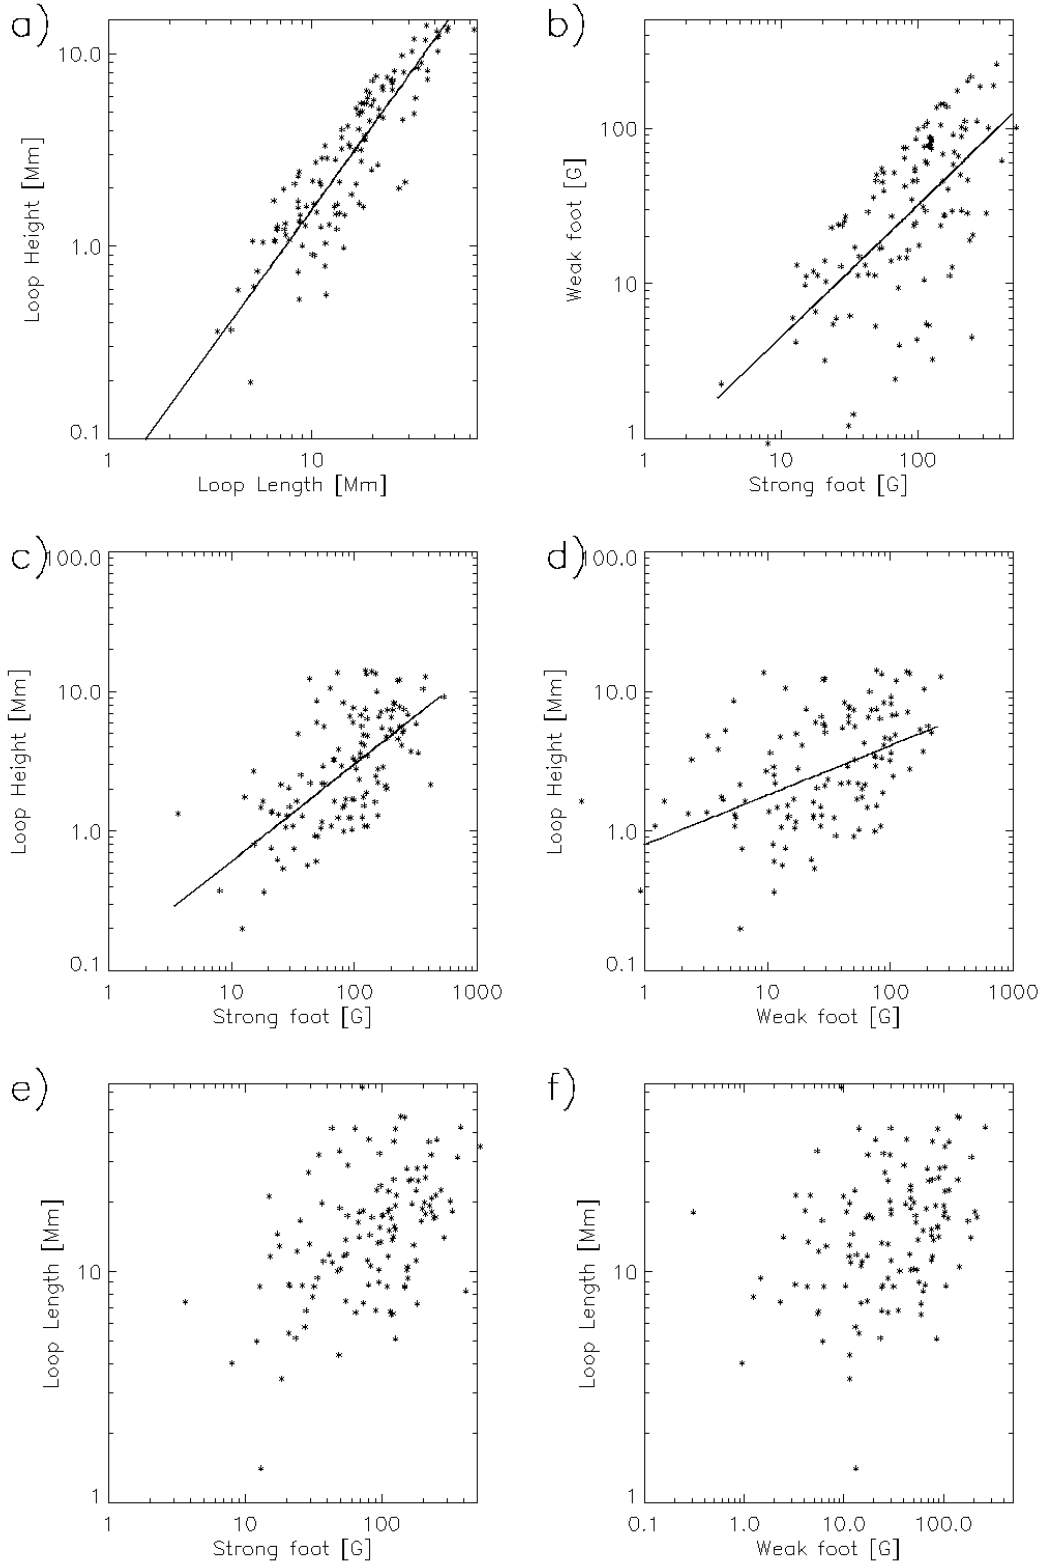 a)
Loop Height [Mm]
10.0
1.0
0.1
1
10
Loop Length [Mm]
b)
Weak foot [G]
100
10
1
1
10
100
Strong foot [G]
c)
Loop Height [Mm]
100.0
10.0
1.0
0.1
1
10
100
1000
Strong foot [G]
d)
Loop Height [Mm]
100.0
10.0
1.0
0.1
1
10
100
1000
Weak foot [G]
e)
Loop Length [Mm]
10
1
1
10
100
Strong foot [G]
f)
Loop Length [Mm]
10
1
0.1
1.0
10.0
100.0
Weak foot [G]